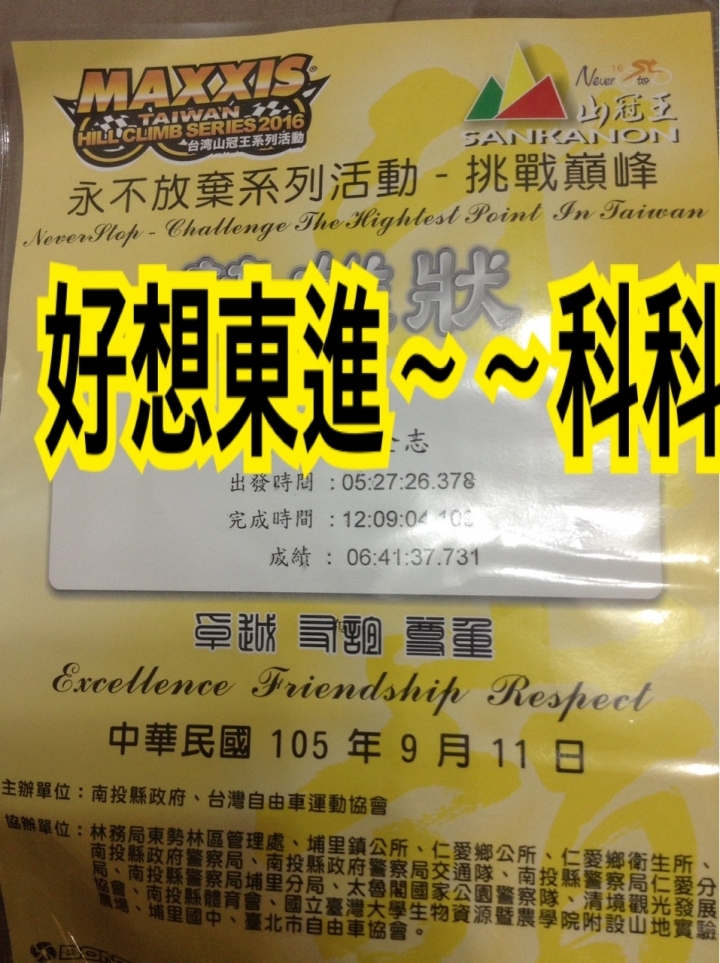 MAXXIS
TAIWAN
HILL CLIMB SERIES 2016
台湾山冠王系列活動
Never to
山冠王
SANKANON
永不放棄系列活動 - 挑戰巔峰
NeverStop - Challenge The Hightest Point In Taiwan
狀
好想東進~~科科
志
出發時間 : 05:27:26.378
完成時間 : 12:09:04.10
成績 : 06:41:37.731
卓越 友誼 尊重
Excellence Friendship Respect
中華民國 105 年 9 月 11 日
主辦單位：南投縣政府、台灣自由車運動協會
協辦單位：林務局東勢林區管理處、埔里鎮公所、仁愛鄉公所、仁愛鄉衛生所、
南投縣政府警察局、南投縣政府警察局交通隊、南投縣警察局仁愛分
局、南投縣警察局埔里分局、太魯閣國家公園警察隊、清境觀光發展
協會、南投縣體育會、國立臺灣大學生物資源暨農學院附設山地實驗
農場、埔里國中、臺北市自由車協會。